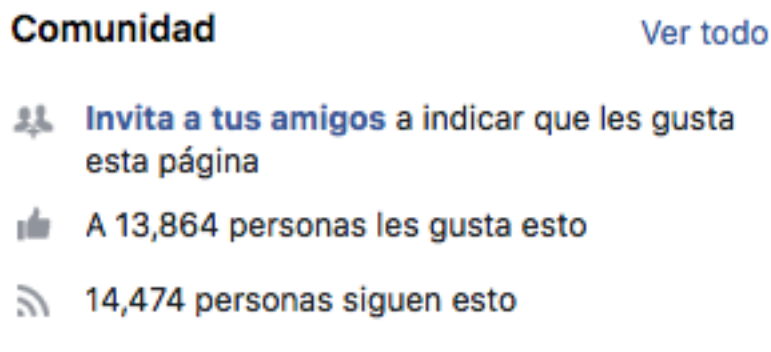 Comunidad
Ver todo
Invita a tus amigos a indicar que les gusta
esta página
A 13,864 personas les gusta esto
14,474 personas siguen esto